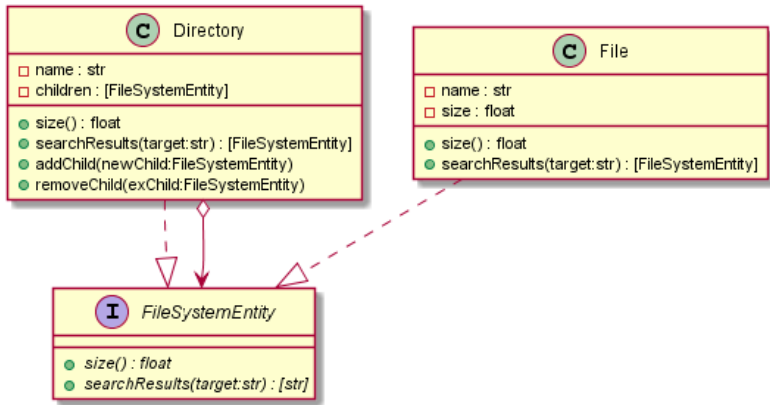 C Directory
name : str
children : [FileSystemEntity]
size() : float
searchResults(target:str) : [FileSystemEntity]
addChild(newChild:FileSystemEntity)
removeChild(exChild:FileSystemEntity)
C File
name : str
size : float
size() : float
searchResults(target:str) : [FileSystemEntity]
I FileSystemEntity
size() : float
searchResults(target:str) : [str]